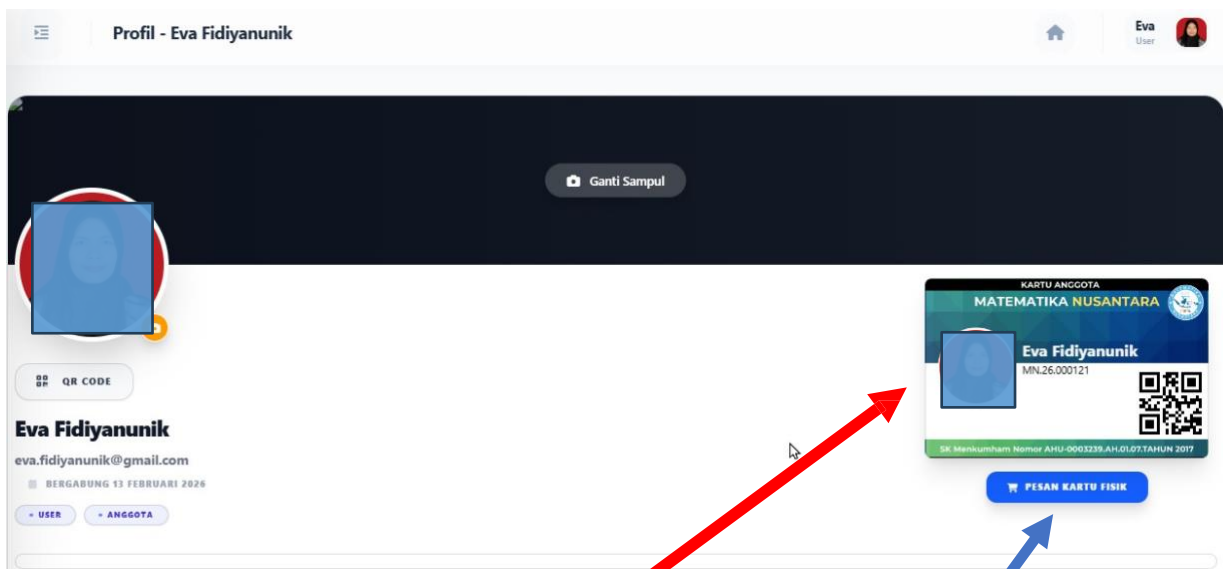 Profil - Eva Fidiyanunik
Eva
User
Ganti Sampul
QR CODE
Eva Fidiyanunik
eva.fidiyanunik@gmail.com
BERGABUNG 13 FEBRUARI 2026
USER
ANGGOTA
KARTU ANGGOTA
MATEMATIKA NUSANTARA
Eva Fidiyanunik
MN.26.000121
SK Menkumham Nomor AHU-0003239.AH.01.07.TAHUN 2017
PESAN KARTU FISIK